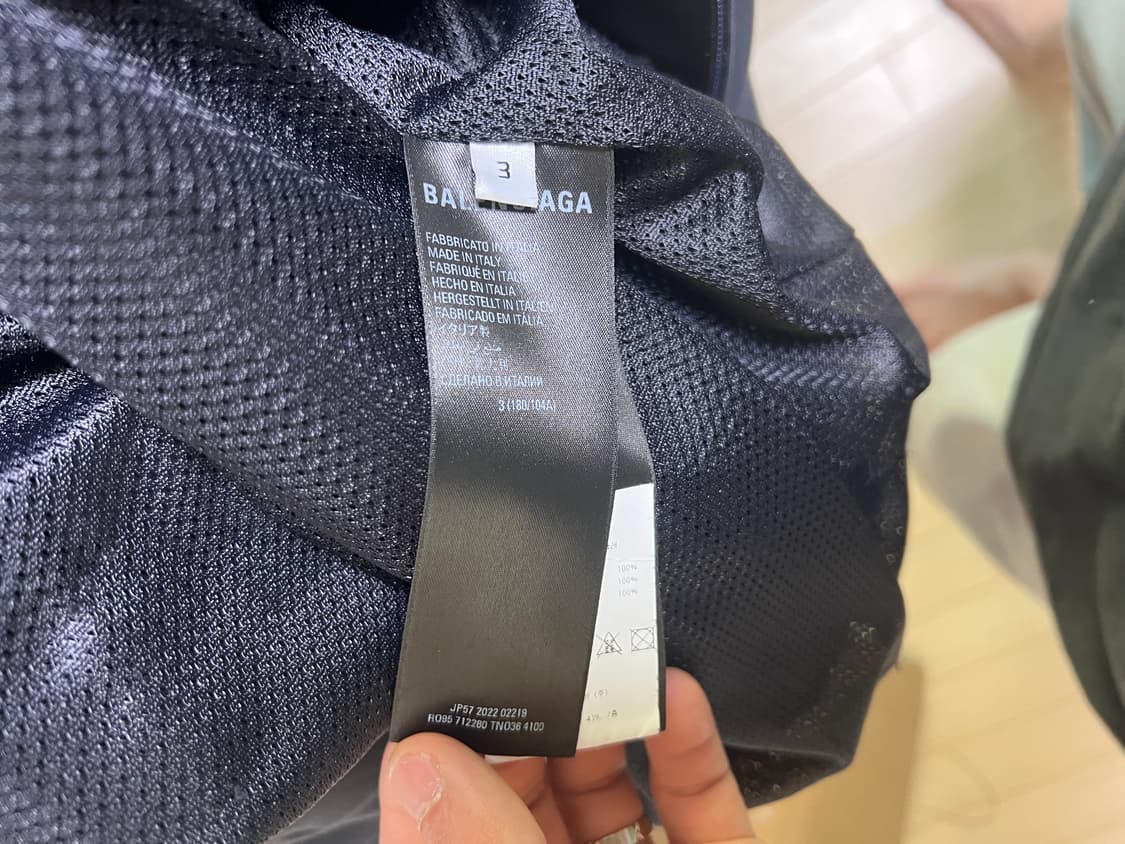 3
FABBRICATO IN ITALIA
MADE IN ITALY
FABRIQUÉ EN ITALIE
HECHO EN ITALIA
HERGESTELLT IN ITALIEN
FABRICADO EM ITÁLIA
イタリア製
СДЕЛАНО В ИТАЛИИ
3 (180/104A)
100%
100%
100%
JP57 2022 02219
RO95 712280 TNO36 4100